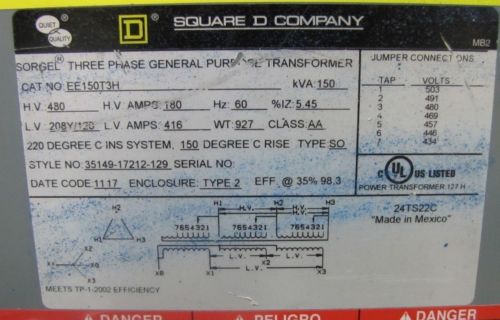 QUIET
QUALITY
D
SQUARE D COMPANY
MB2
SORGEL THREE PHASE GENERAL PURPOSE TRANSFORMER
CAT NO: EE150T3H kVA: 150
H.V. 480 H.V. AMPS: 180 Hz: 60 %IZ: 5.45
L.V. 208Y/120 L.V. AMPS: 416 WT: 927 CLASS: AA
220 DEGREE C INS SYSTEM, 150 DEGREE C RISE TYPE SO
STYLE NO: 35149-17212-129 SERIAL NO:
DATE CODE: 1117 ENCLOSURE: TYPE 2 EFF. @ 35% 98.3
JUMPER CONNECTIONS
TAP VOLTS
1 503
2 491
3 480
4 469
5 457
6 446
7 434
C UL US LISTED
POWER TRANSFORMER 127 H
24TS22C
"Made in Mexico"
H2
H1 H3
X2
X1
X3
H1 H.V. H2 H.V. H3
H.V.
7654321 7654321 7654321
X0 X1 L.V. X2 L.V. X3
L.V.
MEETS TP-1-2002 EFFICIENCY
DANGER
PELIGRO
DANGER